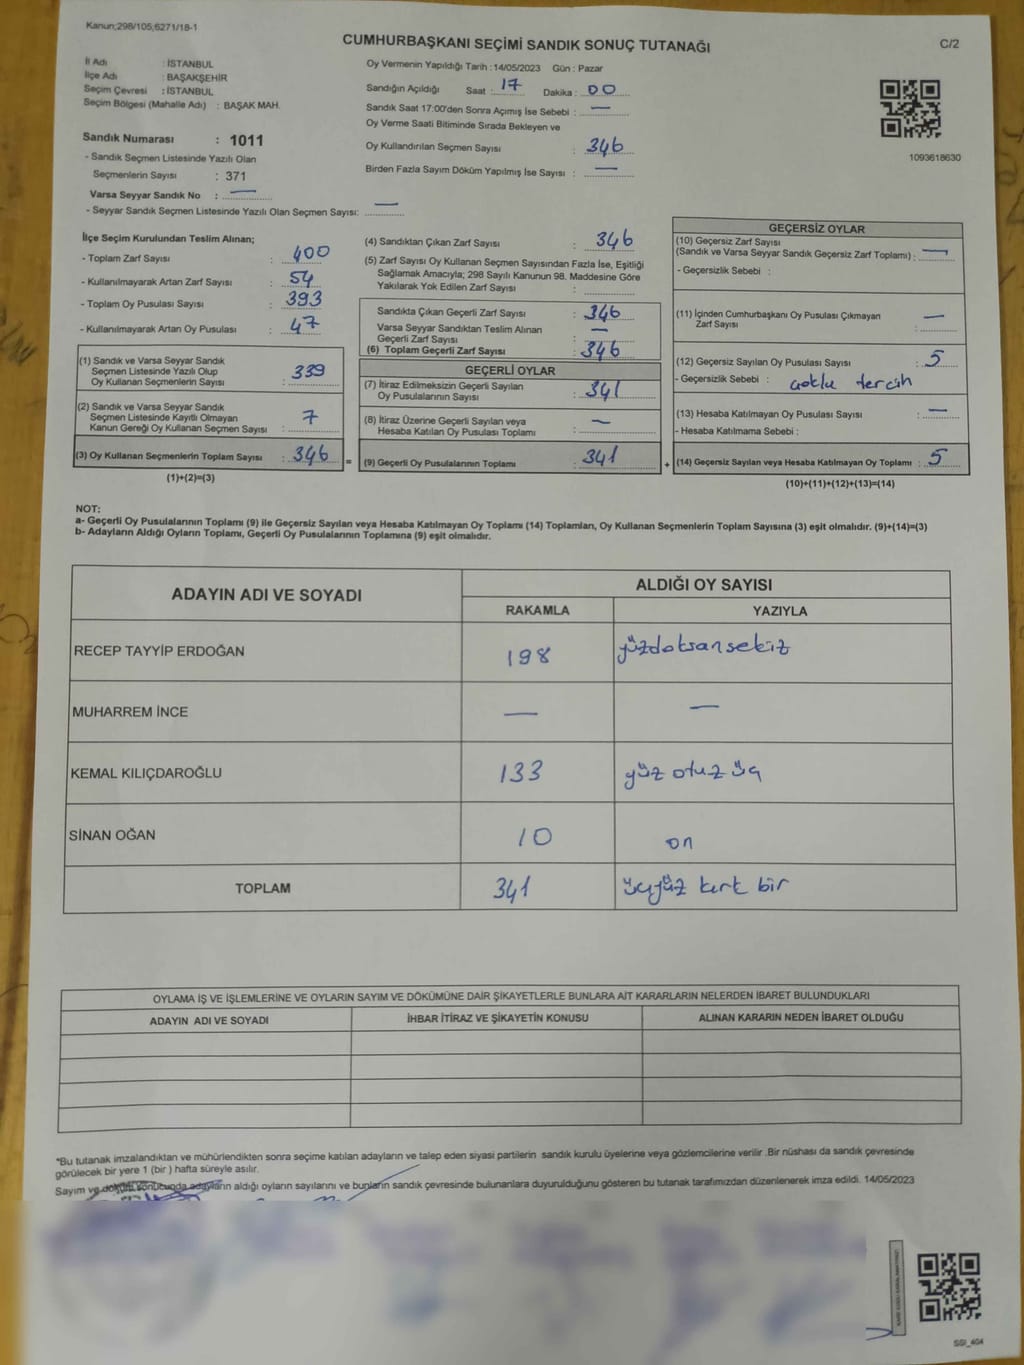 Kanun;298/105,6271/18-1
C/2
CUMHURBAŞKANI SEÇİMİ SANDIK SONUÇ TUTANAĞI
İl Adı : İSTANBUL
İlçe Adı : BAŞAKŞEHİR
Seçim Çevresi : İSTANBUL
Seçim Bölgesi (Mahalle Adı) : BAŞAK MAH.
Sandık Numarası : 1011
- Sandık Seçmen Listesinde Yazılı Olan
Seçmenlerin Sayısı : 371
Varsa Seyyar Sandık No : —
- Seyyar Sandık Seçmen Listesinde Yazılı Olan Seçmen Sayısı: —
Oy Vermenin Yapıldığı Tarih :14/05/2023 Gün : Pazar
Sandığın Açıldığı Saat : 17 Dakika : 00
Sandık Saat 17:00'den Sonra Açımış İse Sebebi : —
Oy Verme Saati Bitiminde Sırada Bekleyen ve
Oy Kullandırılan Seçmen Sayısı : 346
Birden Fazla Sayım Döküm Yapılmış İse Sayısı : —
1093618630
İlçe Seçim Kurulundan Teslim Alınan;
- Toplam Zarf Sayısı : 400
- Kullanılmayarak Artan Zarf Sayısı : 54
- Toplam Oy Pusulası Sayısı : 393
- Kullanılmayarak Artan Oy Pusulası : 47
(1) Sandık ve Varsa Seyyar Sandık
Seçmen Listesinde Yazılı Olup
Oy Kullanan Seçmenlerin Sayısı : 339
(2) Sandık ve Varsa Seyyar Sandık
Seçmen Listesinde Kayıtlı Olmayan
Kanun Gereği Oy Kullanan Seçmen Sayısı : 7
(3) Oy Kullanan Seçmenlerin Toplam Sayısı : 346 =
(1)+(2)=(3)
(4) Sandıktan Çıkan Zarf Sayısı : 346
(5) Zarf Sayısı Oy Kullanan Seçmen Sayısından Fazla İse, Eşitliği
Sağlamak Amacıyla; 298 Sayılı Kanunun 98. Maddesine Göre
Yakılarak Yok Edilen Zarf Sayısı :
Sandıkta Çıkan Geçerli Zarf Sayısı : 346
Varsa Seyyar Sandıktan Teslim Alınan
Geçerli Zarf Sayısı : —
(6) Toplam Geçerli Zarf Sayısı : 346
GEÇERLİ OYLAR
(7) İtiraz Edilmeksizin Geçerli Sayılan
Oy Pusulalarının Sayısı : 341
(8) İtiraz Üzerine Geçerli Sayılan veya
Hesaba Katılan Oy Pusulası Toplamı : —
(9) Geçerli Oy Pusulalarının Toplamı : 341 +
GEÇERSİZ OYLAR
(10) Geçersiz Zarf Sayısı
(Sandık ve Varsa Seyyar Sandık Geçersiz Zarf Toplamı) : —
- Geçersizlik Sebebi :
(11) İçinden Cumhurbaşkanı Oy Pusulası Çıkmayan
Zarf Sayısı : —
(12) Geçersiz Sayılan Oy Pusulası Sayısı : 5
- Geçersizlik Sebebi : çoklu tercih
(13) Hesaba Katılmayan Oy Pusulası Sayısı : —
- Hesaba Katılmama Sebebi :
(14) Geçersiz Sayılan veya Hesaba Katılmayan Oy Toplamı : 5
(10)+(11)+(12)+(13)=(14)
NOT:
a- Geçerli Oy Pusulalarının Toplamı (9) ile Geçersiz Sayılan veya Hesaba Katılmayan Oy Toplamı (14) Toplamları, Oy Kullanan Seçmenlerin Toplam Sayısına (3) eşit olmalıdır. (9)+(14)=(3)
b- Adayların Aldığı Oyların Toplamı, Geçerli Oy Pusulalarının Toplamına (9) eşit olmalıdır.
ADAYIN ADI VE SOYADI
ALDIĞI OY SAYISI
RAKAMLA YAZIYLA
RECEP TAYYİP ERDOĞAN 198 yüzdoksansekiz
MUHARREM İNCE — —
KEMAL KILIÇDAROĞLU 133 yüz otuz üç
SİNAN OĞAN 10 on
TOPLAM 341 üçyüz kırk bir
OYLAMA İŞ VE İŞLEMLERİNE VE OYLARIN SAYIM VE DÖKÜMÜNE DAİR ŞİKAYETLERLE BUNLARA AİT KARARLARIN NELERDEN İBARET BULUNDUKLARI
ADAYIN ADI VE SOYADI İHBAR İTİRAZ VE ŞİKAYETİN KONUSU ALINAN KARARIN NEDEN İBARET OLDUĞU
*Bu tutanak imzalandıktan ve mühürlendikten sonra seçime katılan adayların ve talep eden siyasi partilerin sandık kurulu üyelerine veya gözlemcilerine verilir .Bir nüshası da sandık çevresinde
görülecek bir yere 1 (bir ) hafta süreyle asılır.
Sayım ve döküm sonucunda adayların aldığı oyların sayılarını ve bunların sandık çevresinde bulunanlara duyurulduğunu gösteren bu tutanak tarafımızdan düzenlenerek imza edildi. 14/05/2023
SSI_404